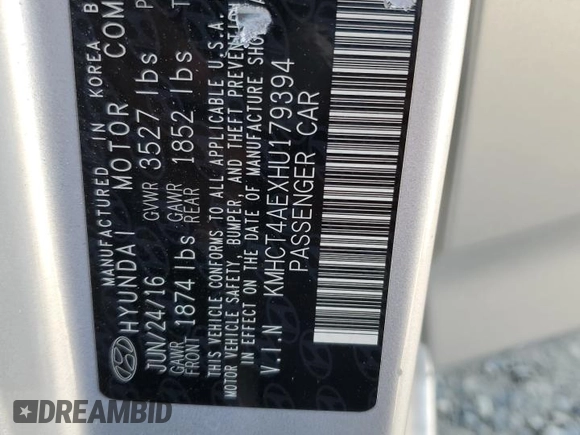 MANUFACTURED IN KOREA B
HYUNDAI MOTOR COM
JUN/24/16 GVWR 3527 lbs
GAWR FRONT 1874 lbs GAWR REAR 1852 lbs
THIS VEHICLE CONFORMS TO ALL APPLICABLE U.S.A.
MOTOR VEHICLE SAFETY, BUMPER, AND THEFT PREVENTION
EFFECT ON THE DATE OF MANUFACTURE SHO
V.I.N KMHCT4AEXHU179394
PASSENGER CAR
DREAMBID